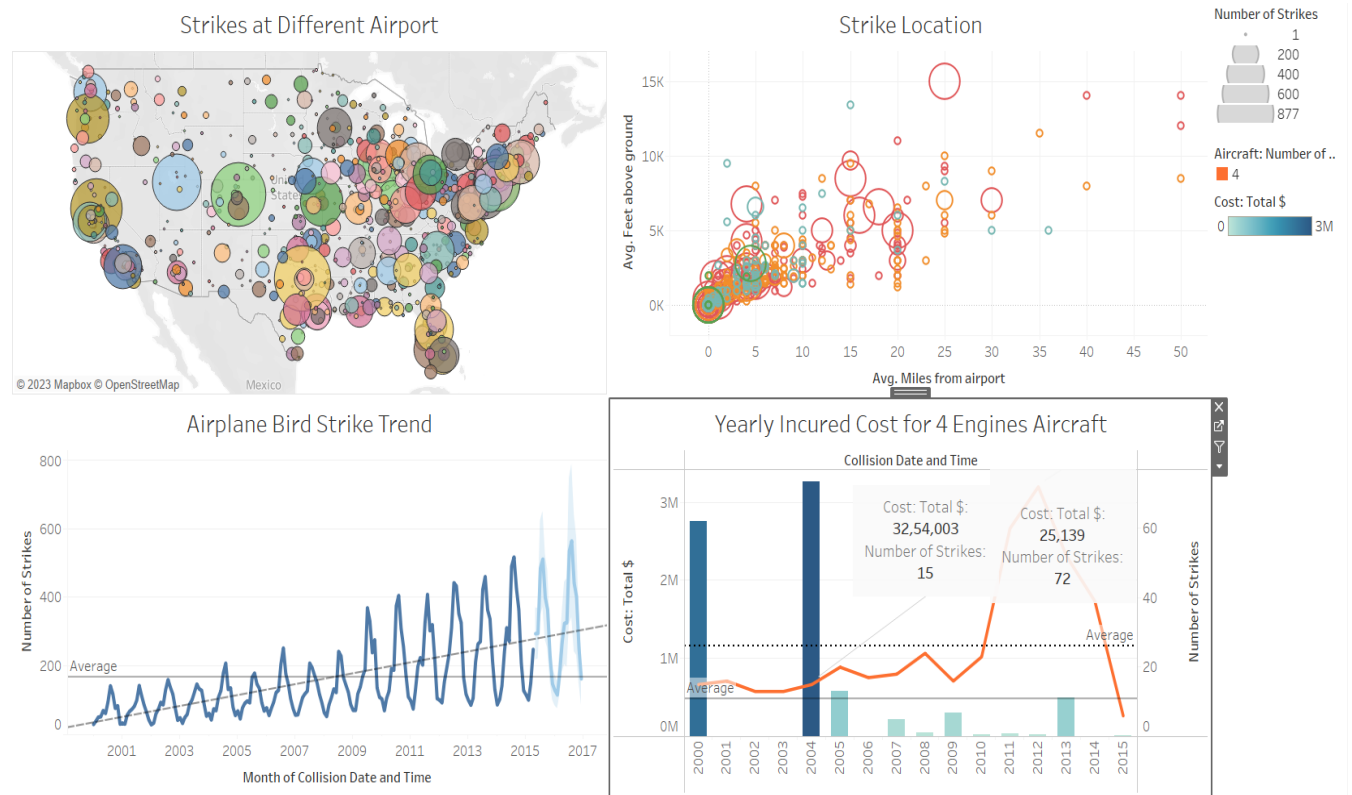 Strikes at Different Airport
Unit
State
© 2023 Mapbox © OpenStreetMap
Mexico
Strike Location
Avg. Feet above ground
15K
10K
5K
0K
0
5
10
15
20
25
30
35
40
45
50
Avg. Miles from airport
Number of Strikes
1
200
400
600
877
Aircraft: Number of ..
4
Cost: Total $
0
3M
Airplane Bird Strike Trend
Number of Strikes
800
600
400
200
0
Average
2001
2003
2005
2007
2009
2011
2013
2015
2017
Month of Collision Date and Time
Yearly Incured Cost for 4 Engines Aircraft
Collision Date and Time
Cost: Total $
3M
2M
1M
0M
Cost: Total $:
32,54,003
Number of Strikes:
15
Cost: Total $:
25,139
Number of Strikes:
72
Average
Average
60
40
20
0
Number of Strikes
2000
2001
2002
2003
2004
2005
2006
2007
2008
2009
2010
2011
2012
2013
2014
2015